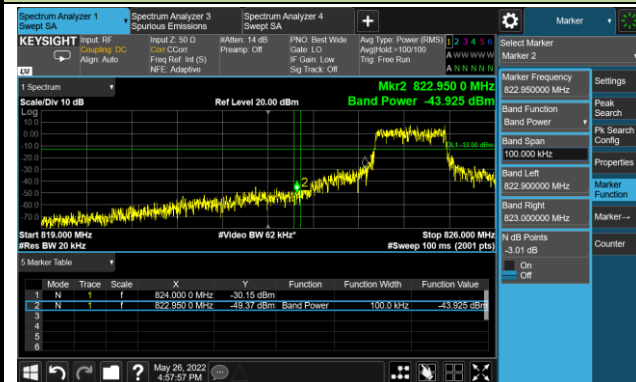 Spectrum Analyzer 1
Swept SA
Spectrum Analyzer 3
Spurious Emissions
Spectrum Analyzer 4
Swept SA
Marker
KEYSIGHT
Input: RF
Coupling: DC
Align: Auto
Input Z: 50 Ω
Corr CCorr
Freq Ref: Int (S)
NFE: Adaptive
#Atten: 14 dB
Preamp: Off
PNO: Best Wide
Gate: LO
IF Gain: Low
Sig Track: Off
Avg Type: Power (RMS)
Avg|Hold:>100/100
Trig: Free Run
1 2 3 4 5 6
A W W W W W
A N N N N N
LXI
1 Spectrum
Scale/Div 10 dB
Ref Level 20.00 dBm
Mkr2 822.950 0 MHz
Band Power -43.925 dBm
Log
10.0
0.00
-10.0
-20.0
-30.0
-40.0
-50.0
-60.0
-70.0
DL1 -13.00 dBm
2
Start 819.000 MHz
#Res BW 20 kHz
#Video BW 62 kHz*
Stop 826.000 MHz
#Sweep 100 ms (2001 pts)
5 Marker Table
Mode Trace Scale X Y Function Function Width Function Value
1 N 1 f 824.000 0 MHz -30.15 dBm
2 N 1 f 822.950 0 MHz -49.37 dBm Band Power 100.0 kHz -43.925 dBm
3
4
5
6
May 26, 2022
4:57:57 PM
Select Marker
Marker 2
Marker Frequency
822.950000 MHz
Band Function
Band Power
Band Span
100.000 kHz
Band Left
822.900000 MHz
Band Right
823.000000 MHz
N dB Points
-3.01 dB
On
Off
Settings
Peak
Search
Pk Search
Config
Properties
Marker
Function
Marker→
Counter